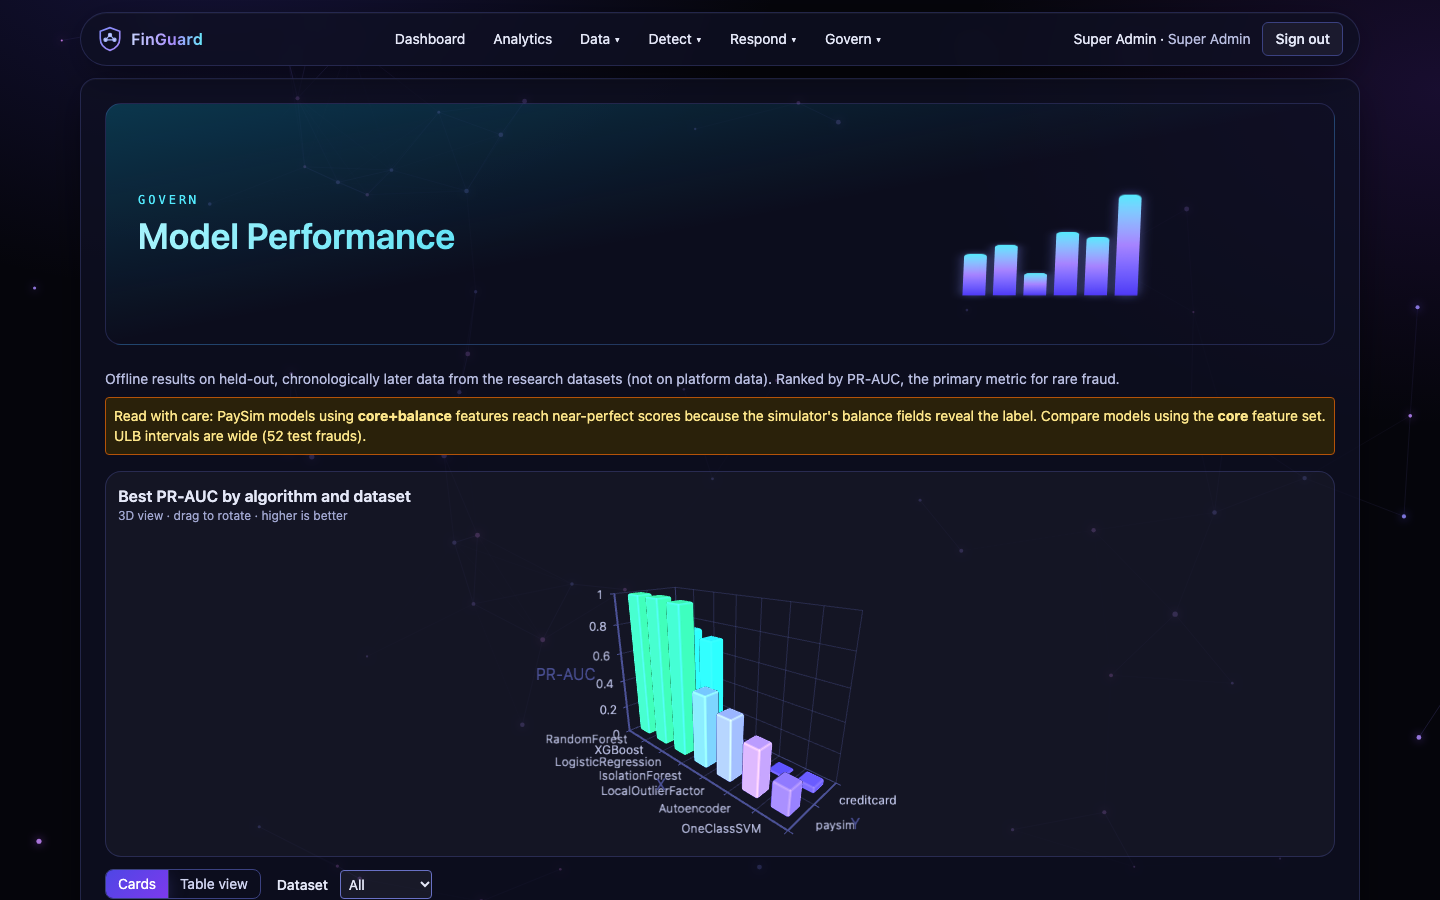 FinGuard
Dashboard
Analytics
Data ▾
Detect ▾
Respond ▾
Govern ▾
Super Admin · Super Admin
Sign out
GOVERN
Model Performance
Offline results on held-out, chronologically later data from the research datasets (not on platform data). Ranked by PR-AUC, the primary metric for rare fraud.
Read with care: PaySim models using core+balance features reach near-perfect scores because the simulator's balance fields reveal the label. Compare models using the core feature set.
ULB intervals are wide (52 test frauds).
Best PR-AUC by algorithm and dataset
3D view · drag to rotate · higher is better
1
0.8
0.6
PR-AUC
0.4
0.2
0
RandomForest
XGBoost
LogisticRegression
IsolationForest
X
LocalOutlierFactor
Autoencoder
OneClassSVM
creditcard
paysim
Y
Cards
Table view
Dataset
All